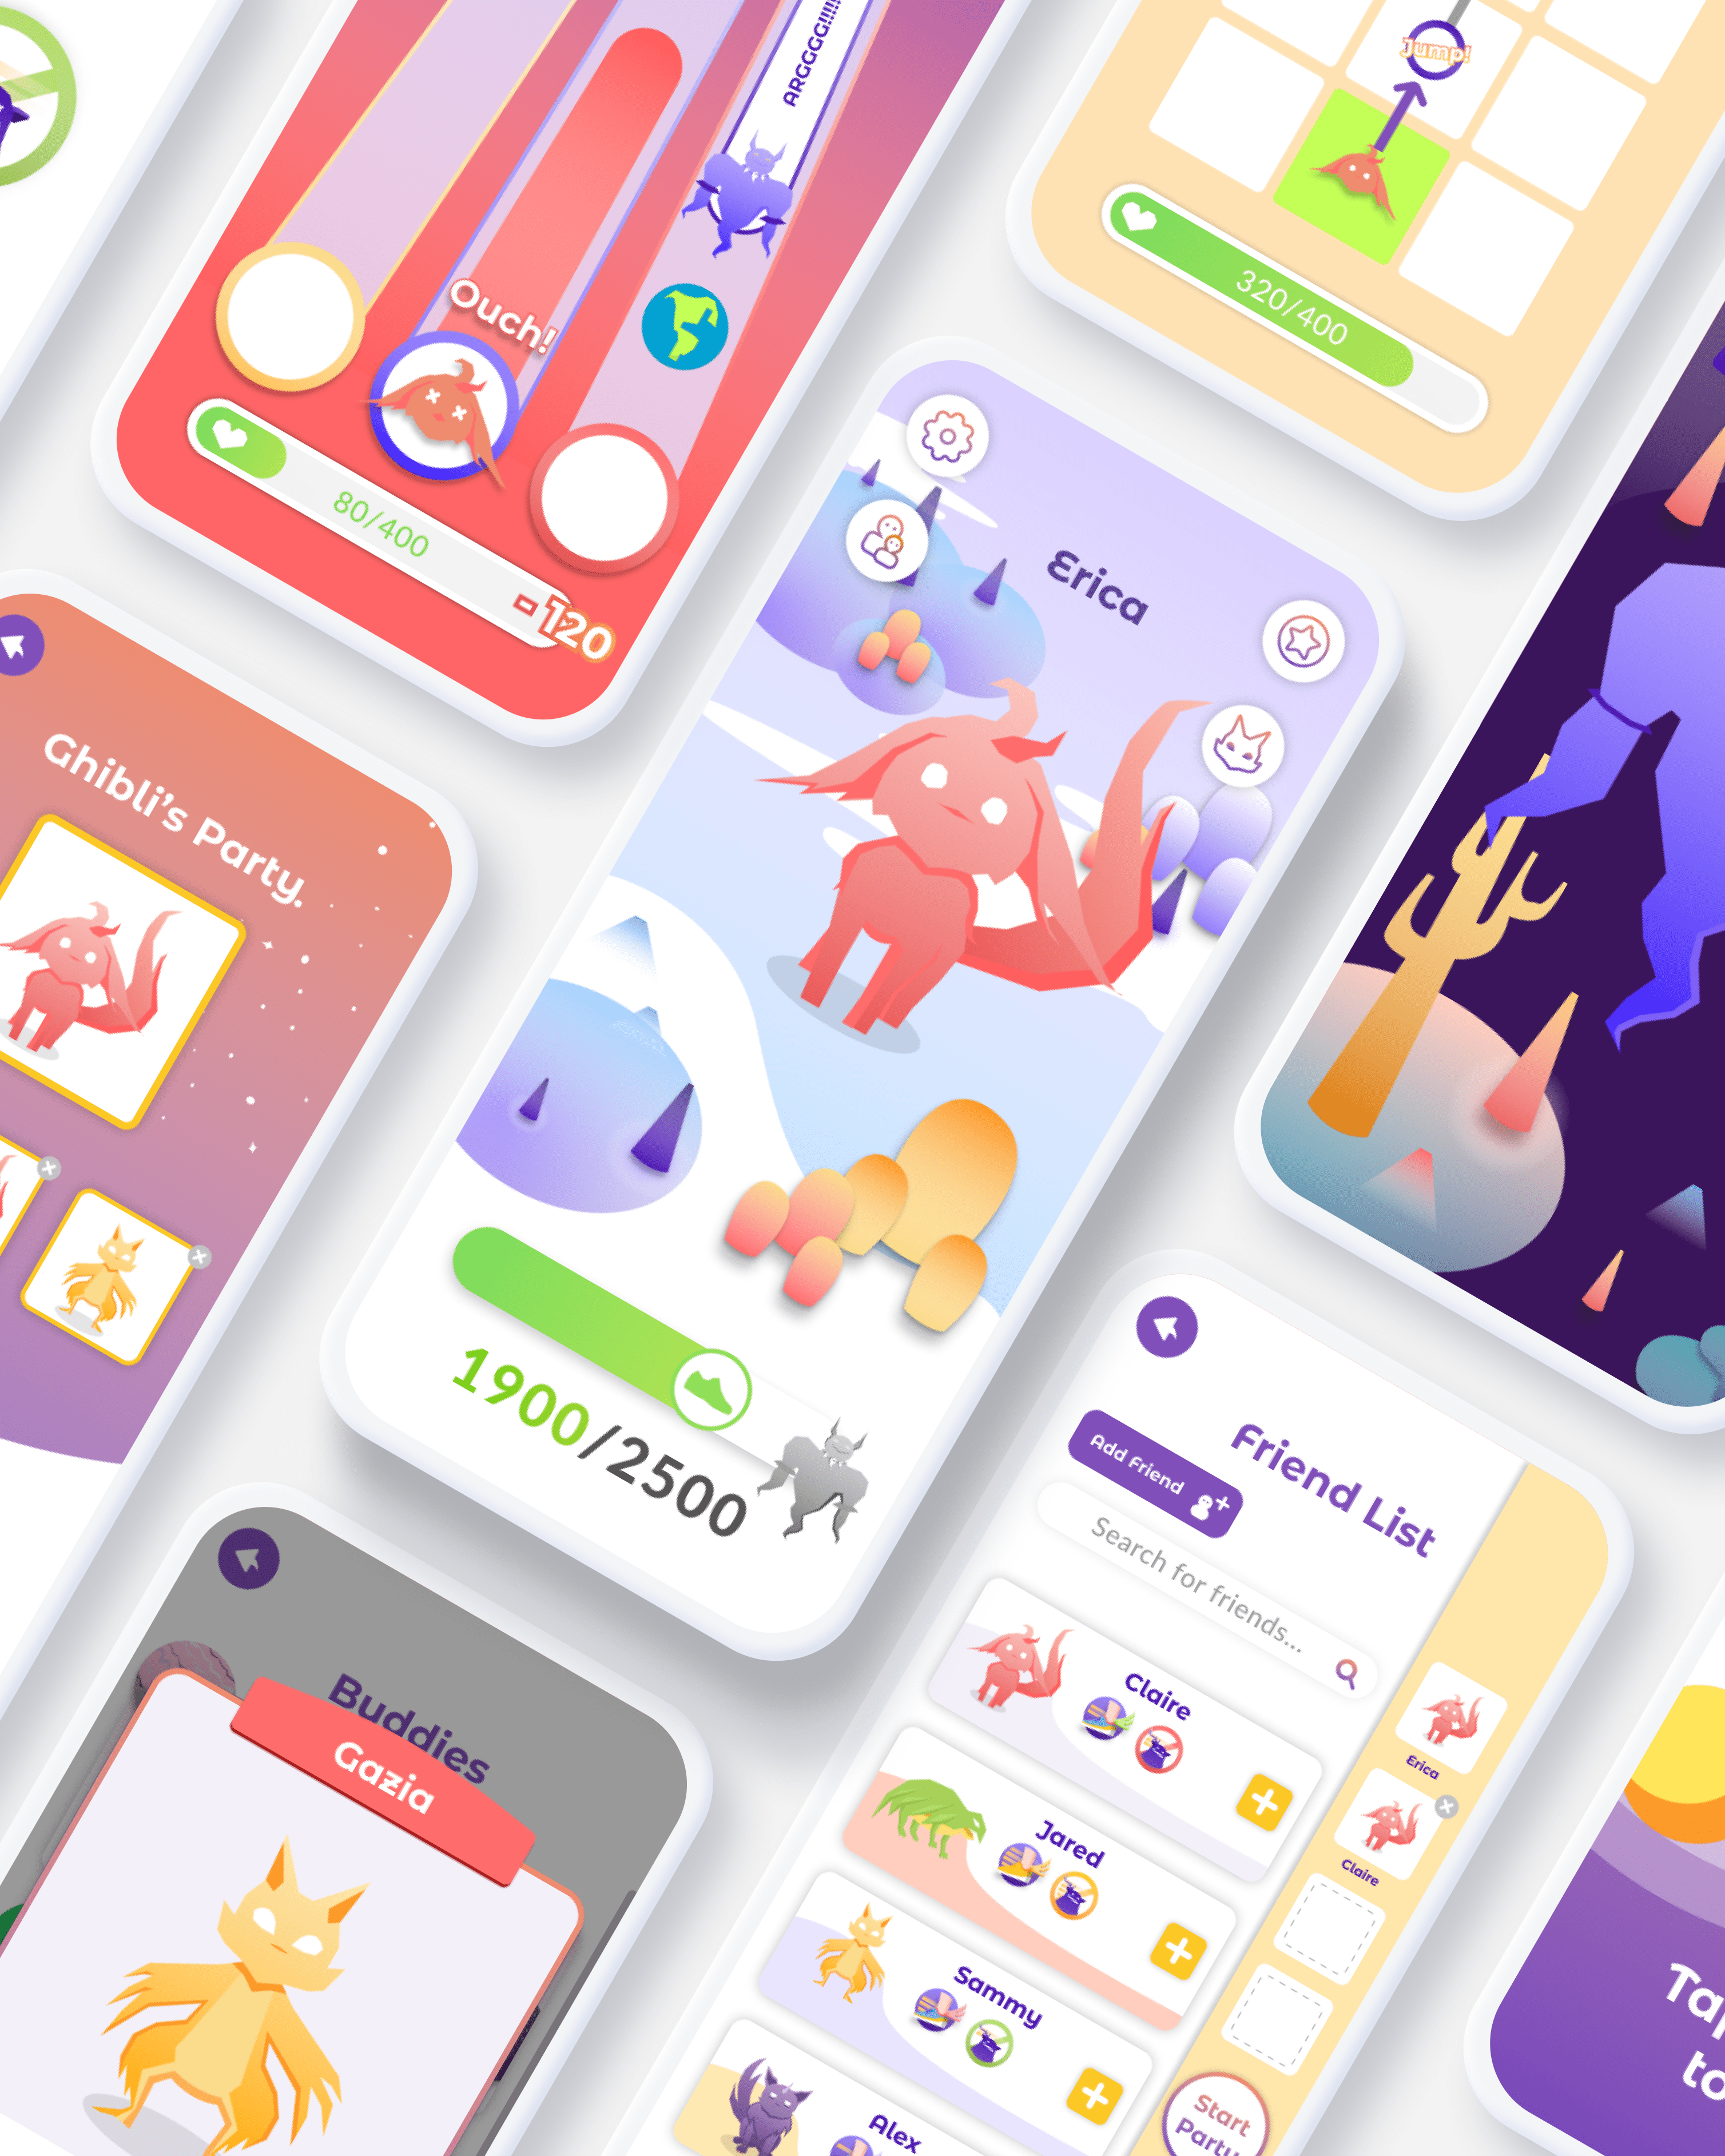 ARGGGG!!!!!
Jump!
320/400
Ouch!
80/400
- 120
Erica
Ghibli's Party.
1900/2500
Friend List
Add Friend
Search for friends...
Claire
Jared
Sammy
Alex
Erica
Claire
Start
Party
Buddies
Gazia
to